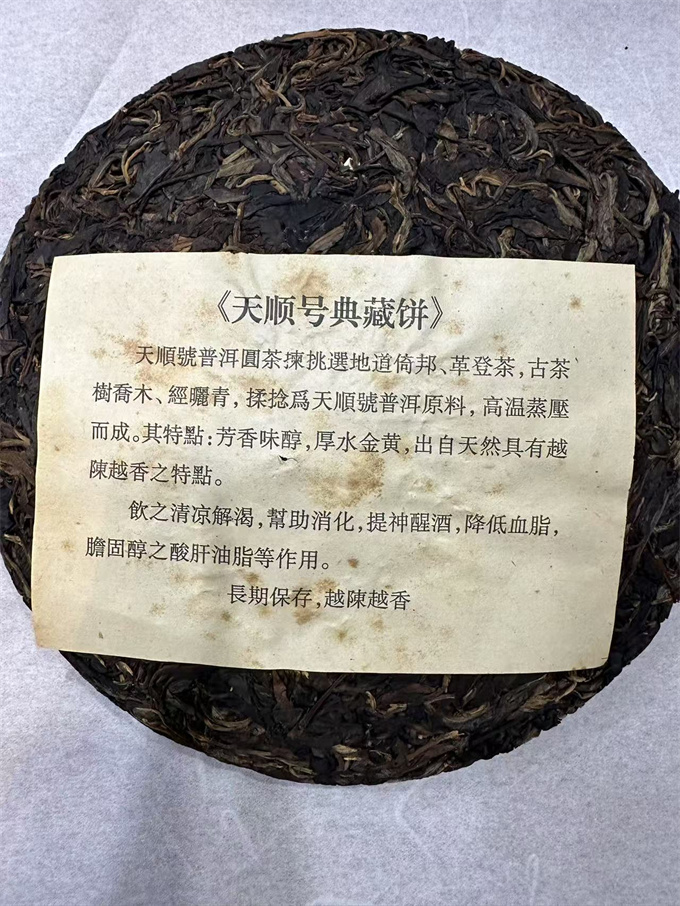 《天顺号典藏饼》
天順號普洱圓茶揀挑選地道倚邦、革登茶，古茶
樹喬木、經曬青，揉捻爲天順號普洱原料，高温蒸壓
而成。其特點：芳香味醇，厚水金黄，出自天然具有越
陳越香之特點。
飲之清凉解渴，幫助消化，提神醒酒，降低血脂，
膽固醇之酸肝油脂等作用。
長期保存，越陳越香